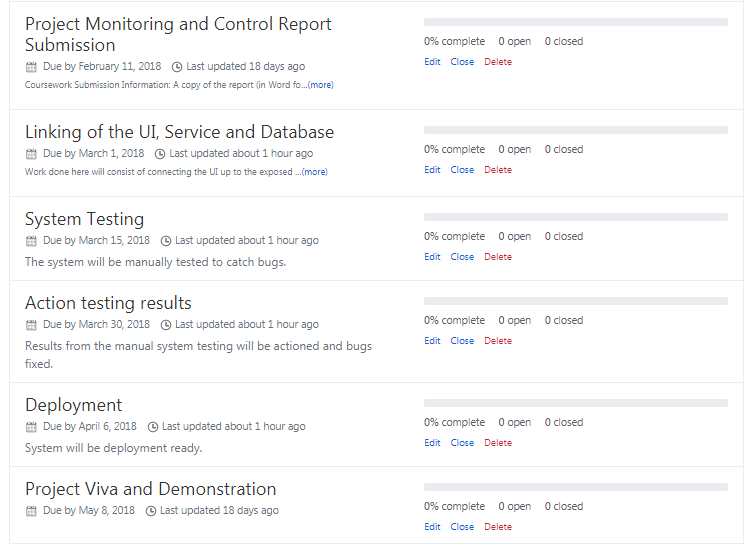 Project Monitoring and Control Report
Submission
Due by February 11, 2018 Last updated 18 days ago
Coursework Submission Information: A copy of the report (in Word fo...(more)
0% complete 0 open 0 closed
Edit Close Delete
Linking of the UI, Service and Database
Due by March 1, 2018 Last updated about 1 hour ago
Work done here will consist of connecting the UI up to the exposed ...(more)
0% complete 0 open 0 closed
Edit Close Delete
System Testing
Due by March 15, 2018 Last updated about 1 hour ago
The system will be manually tested to catch bugs.
0% complete 0 open 0 closed
Edit Close Delete
Action testing results
Due by March 30, 2018 Last updated about 1 hour ago
Results from the manual system testing will be actioned and bugs
fixed.
0% complete 0 open 0 closed
Edit Close Delete
Deployment
Due by April 6, 2018 Last updated about 1 hour ago
System will be deployment ready.
0% complete 0 open 0 closed
Edit Close Delete
Project Viva and Demonstration
Due by May 8, 2018 Last updated 18 days ago
0% complete 0 open 0 closed
Edit Close Delete